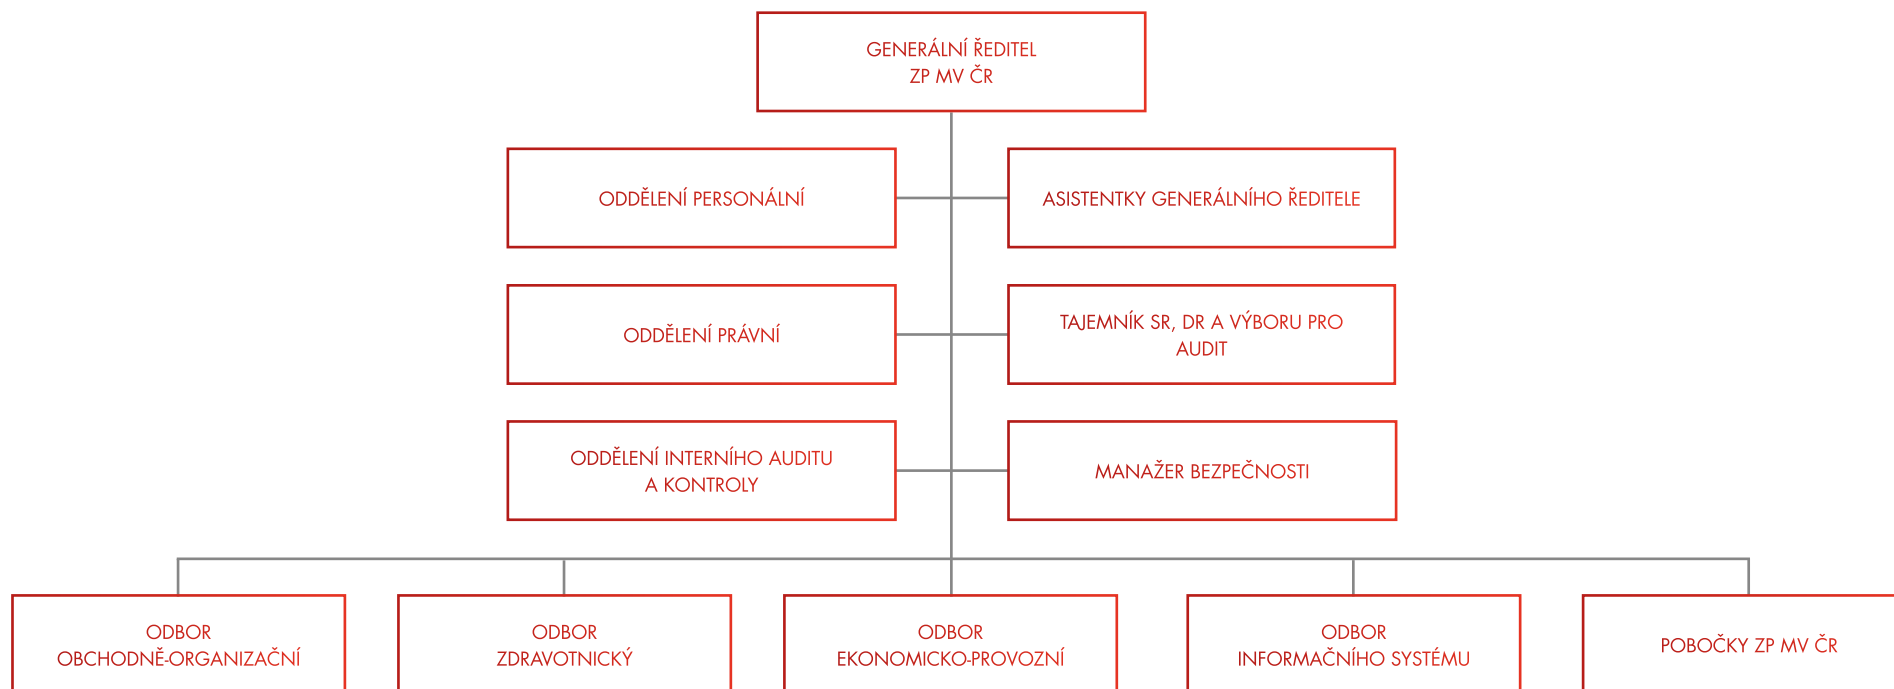 GENERÁLNÍ ŘEDITEL
ZP MV ČR
ODDĚLENÍ PERSONÁLNÍ
ASISTENTKY GENERÁLNÍHO ŘEDITELE
ODDĚLENÍ PRÁVNÍ
TAJEMNÍK SR, DR A VÝBORU PRO
AUDIT
ODDĚLENÍ INTERNÍHO AUDITU
A KONTROLY
MANAŽER BEZPEČNOSTI
ODBOR
OBCHODNĚ-ORGANIZAČNÍ
ODBOR
ZDRAVOTNICKÝ
ODBOR
EKONOMICKO-PROVOZNÍ
ODBOR
INFORMAČNÍHO SYSTÉMU
POBOČKY ZP MV ČR